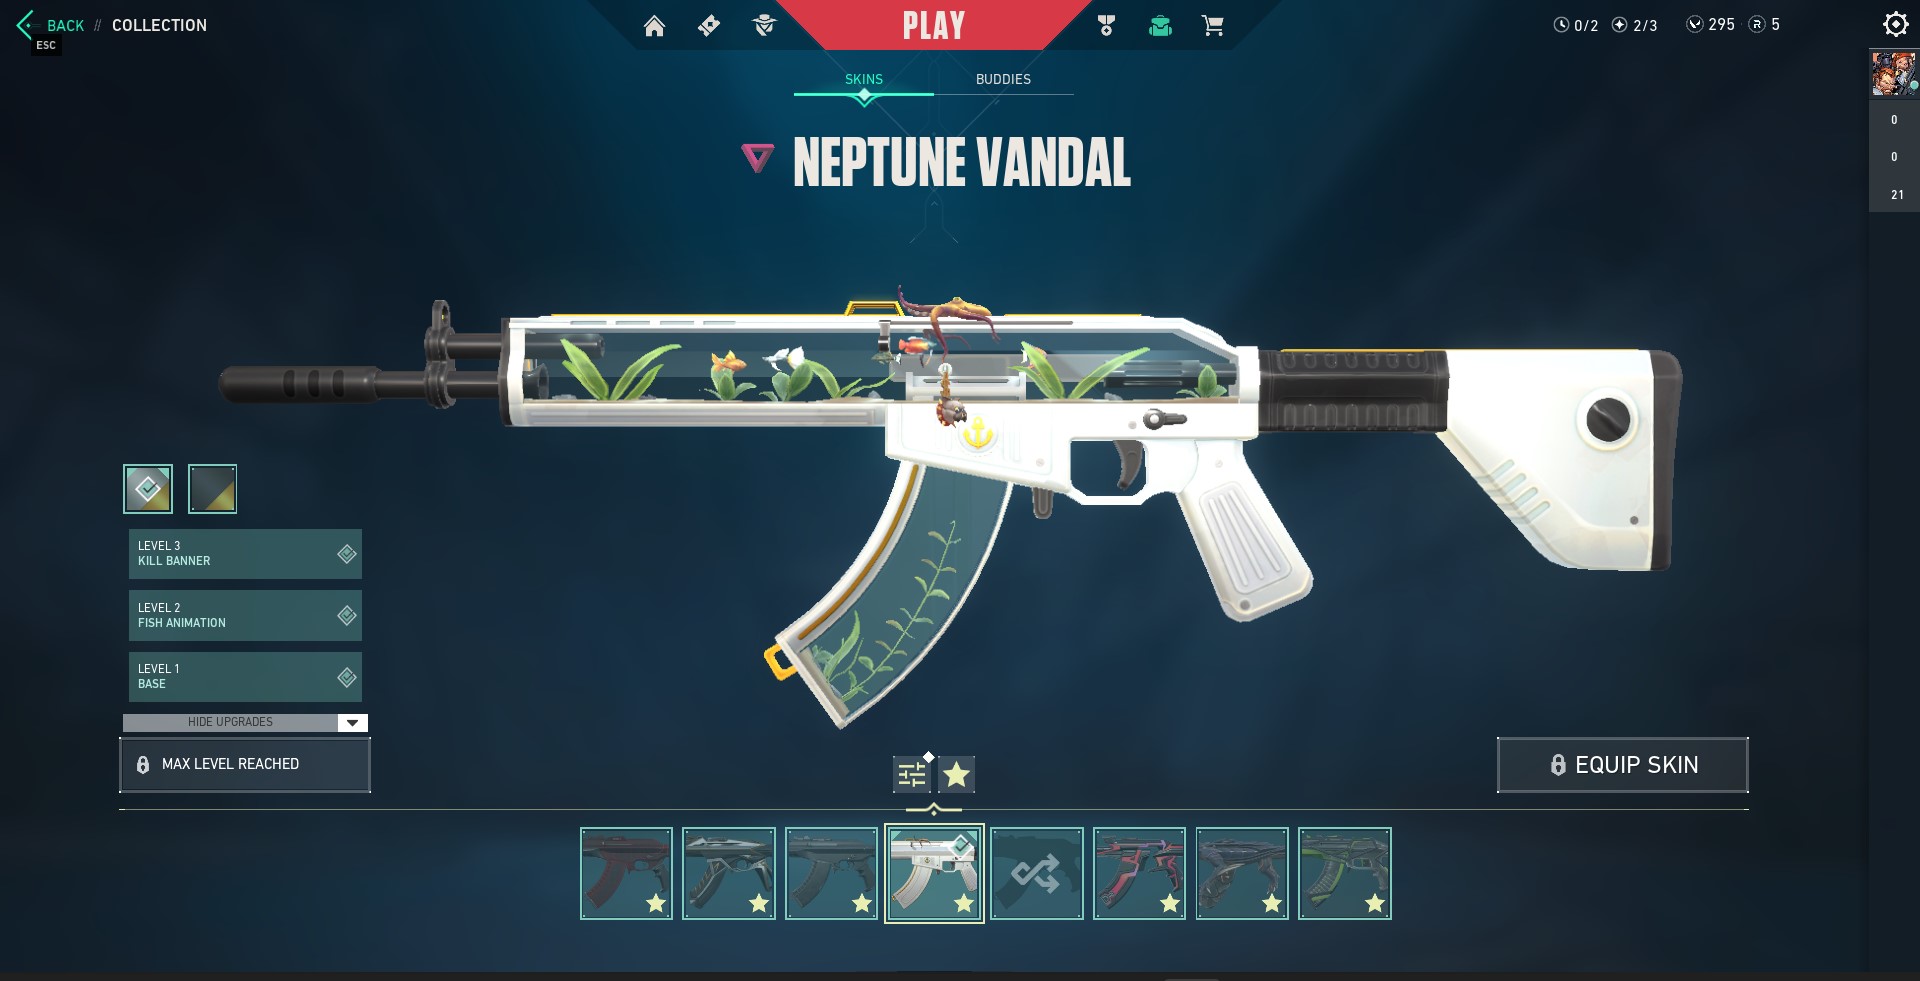 BACK // COLLECTION
ESC
PLAY
0/2 2/3 295 5
SKINS BUDDIES
NEPTUNE VANDAL
0
0
21
LEVEL 3
KILL BANNER
LEVEL 2
FISH ANIMATION
LEVEL 1
BASE
HIDE UPGRADES
MAX LEVEL REACHED
EQUIP SKIN